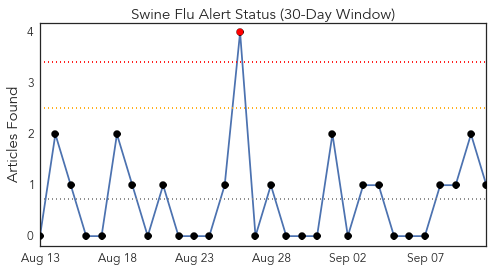 Swine Flu Alert Status (30-Day Window)
Articles Found
4
3
2
1
0
Aug 13 Aug 18 Aug 23 Aug 28 Sep 02 Sep 07